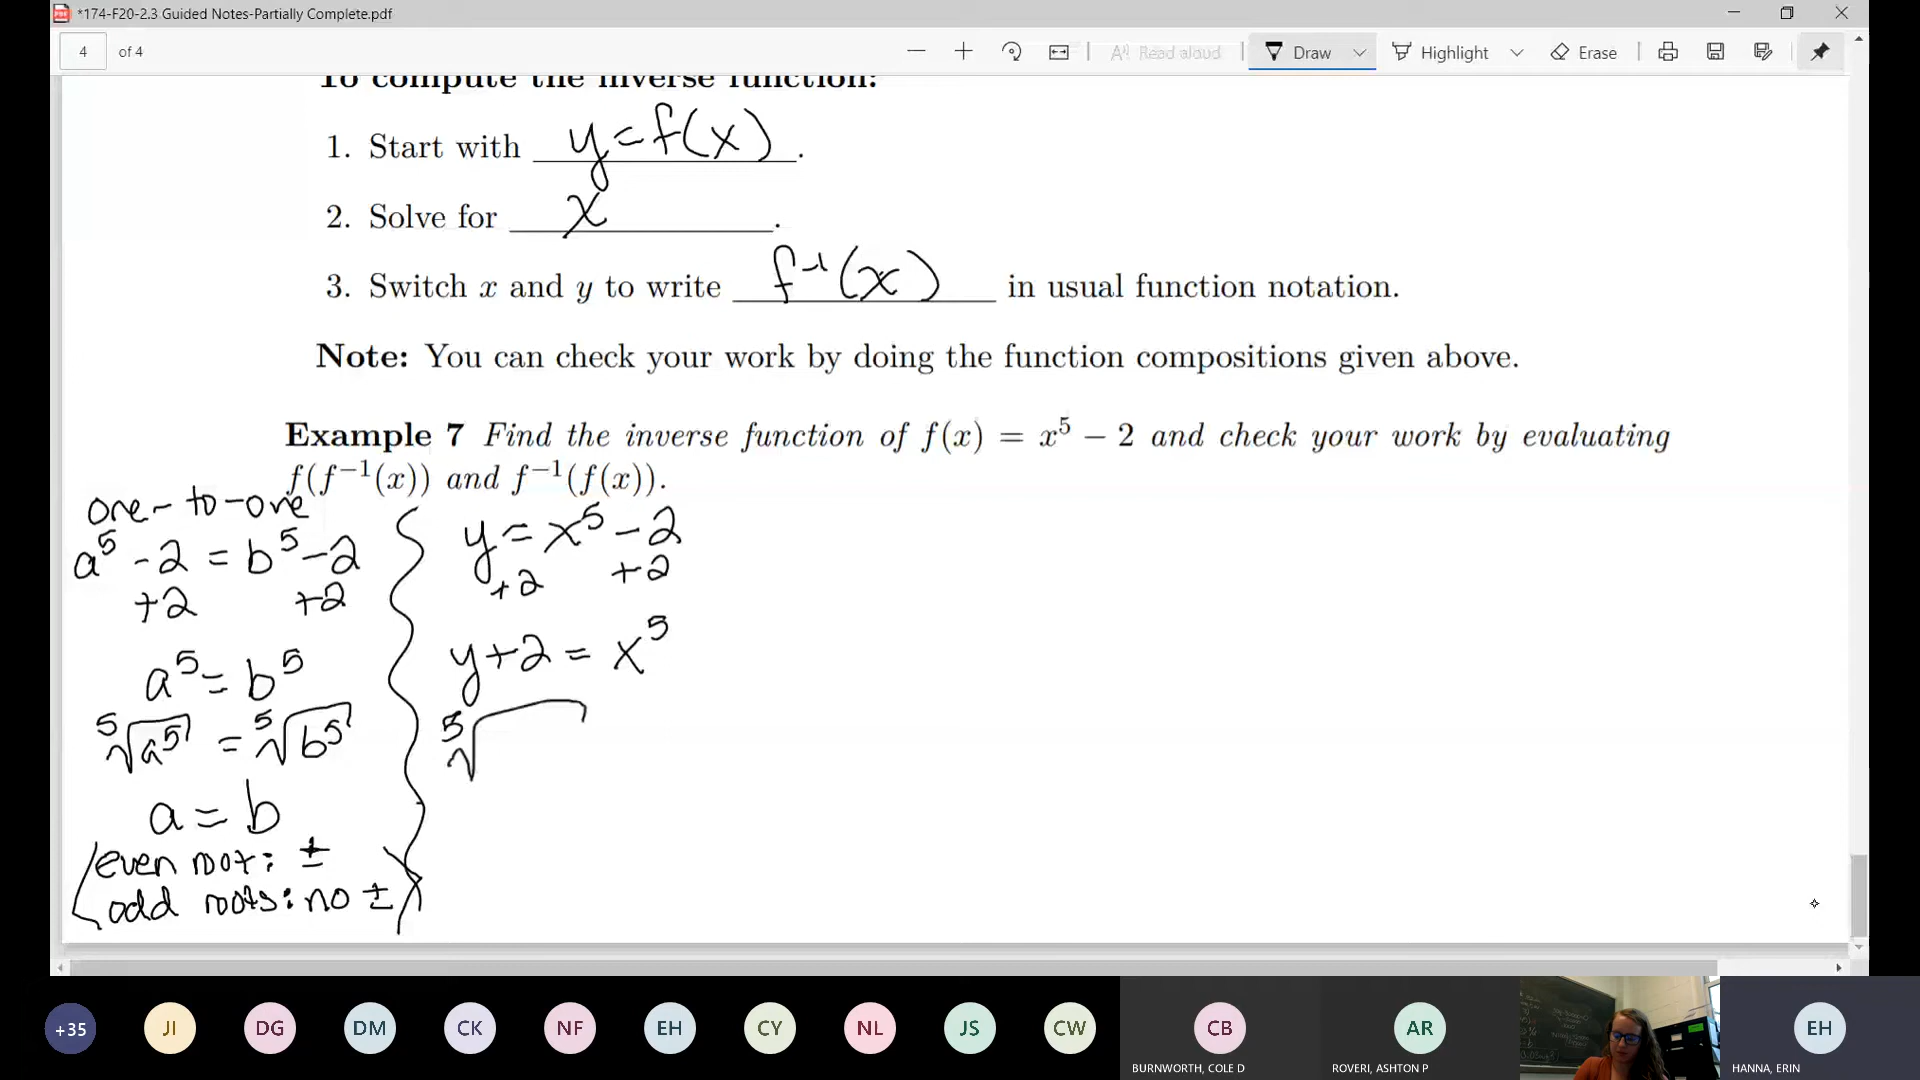 *174-F20-2.3 Guided Notes-Partially Complete.pdf
4 of 4 Read aloud Draw Highlight Erase
To compute the inverse function:
1. Start with y=f(x).
2. Solve for x.
3. Switch x and y to write f⁻¹(x) in usual function notation.
Note: You can check your work by doing the function compositions given above.
Example 7 Find the inverse function of f(x) = x⁵ − 2 and check your work by evaluating
f(f⁻¹(x)) and f⁻¹(f(x)).
one-to-one
a⁵ -2 = b⁵ -2
+2 +2
a⁵ = b⁵
⁵√a⁵ = ⁵√b⁵
a = b
(even root: ±
odd roots: no ±)
y = x⁵ - 2
+2 +2
y+2 = x⁵
⁵√
+35 JI DG DM CK NF EH CY NL JS CW CB AR EH
BURNWORTH, COLE D ROVERI, ASHTON P HANNA, ERIN